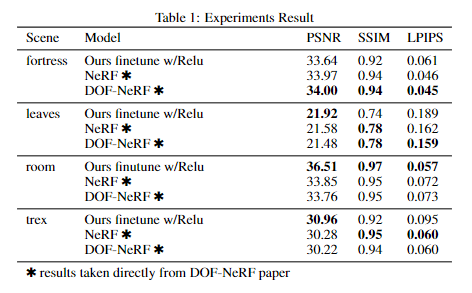 Table 1: Experiments Result
Scene Model PSNR SSIM LPIPS
fortress Ours finetune w/Relu 33.64 0.92 0.061
NeRF ✱ 33.97 0.94 0.046
DOF-NeRF ✱ 34.00 0.94 0.045
leaves Ours finetune w/Relu 21.92 0.74 0.189
NeRF ✱ 21.58 0.78 0.162
DOF-NeRF ✱ 21.48 0.78 0.159
room Ours finutune w/Relu 36.51 0.97 0.057
NeRF ✱ 33.85 0.95 0.072
DOF-NeRF ✱ 33.76 0.95 0.073
trex Ours finetune w/Relu 30.96 0.92 0.095
NeRF ✱ 30.28 0.95 0.060
DOF-NeRF ✱ 30.22 0.94 0.060
✱ results taken directly from DOF-NeRF paper